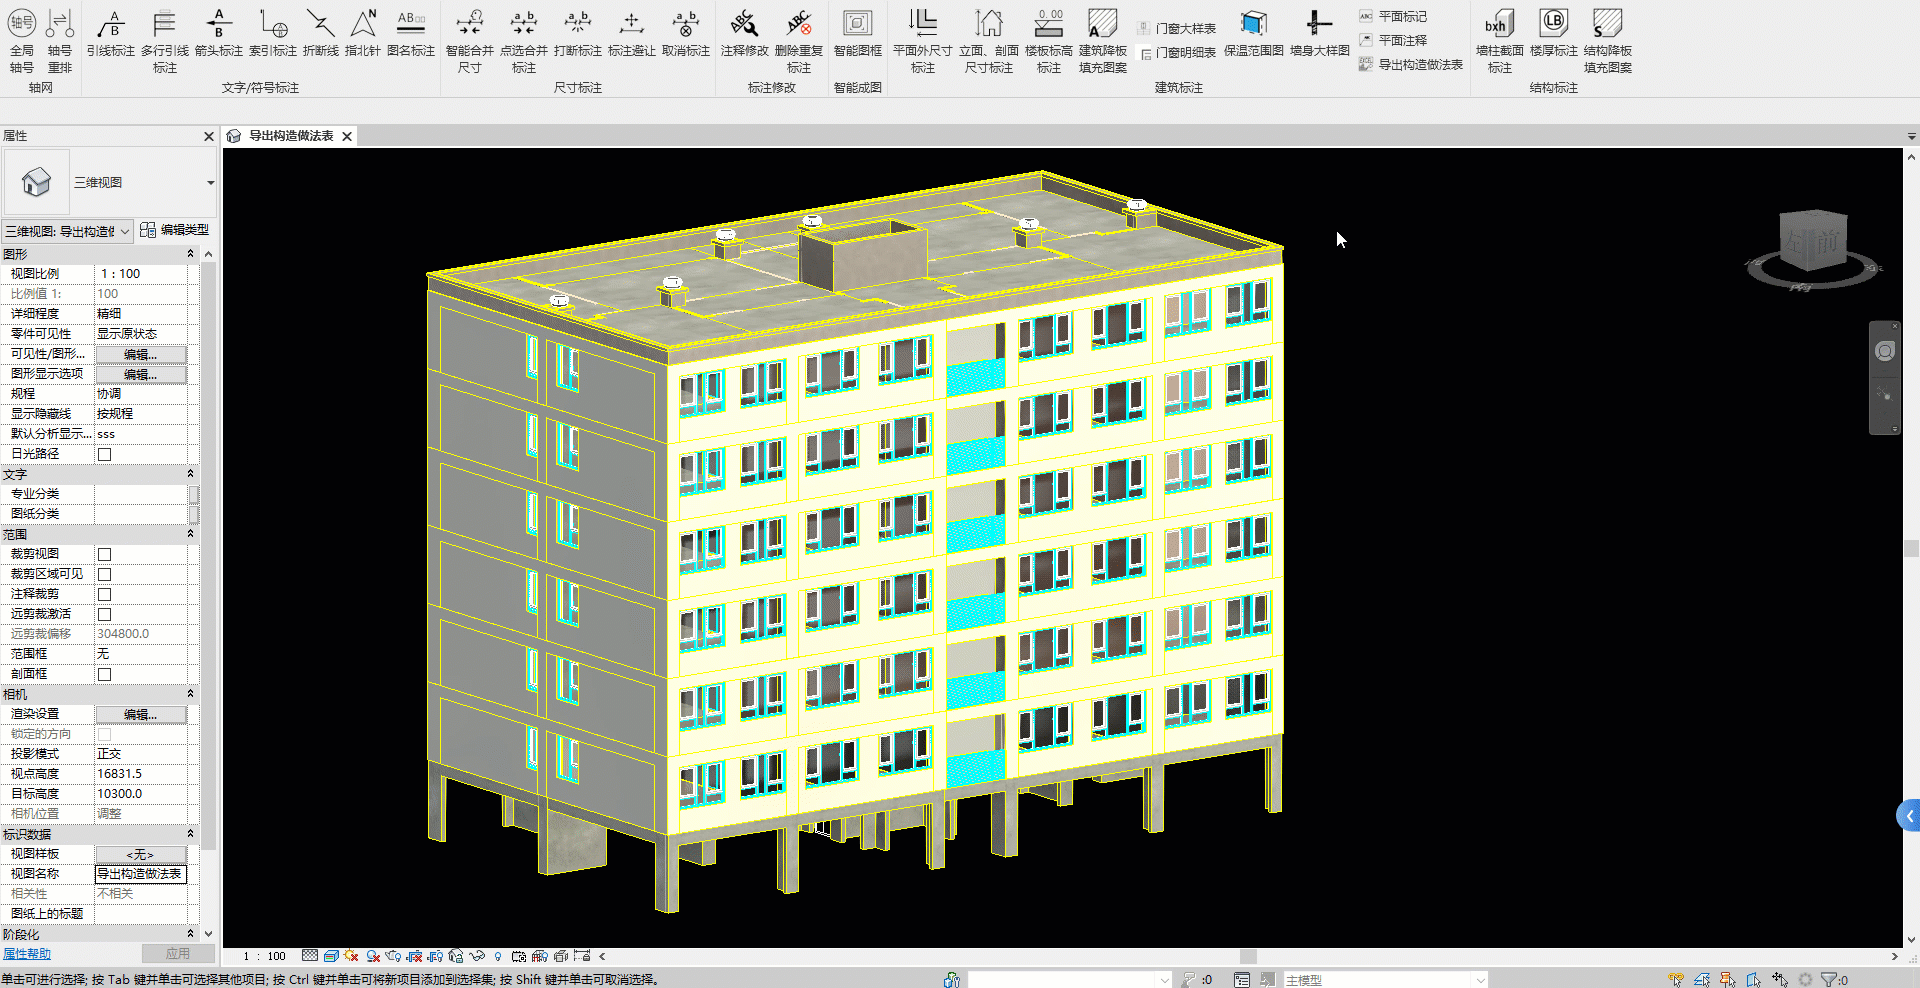 全局轴号
轴号重排
引线标注
多行引线标注
箭头标注
索引标注
折断线
指北针
图名标注
智能合并尺寸
点选合并标注
打断标注
标注避让
取消标注
注释修改
删除重复标注
智能图框
平面外尺寸标注
立面、剖面尺寸标注
楼板标高标注
建筑降板填充图案
门窗大样表
门窗明细表
保温范围图
墙身大样图
平面标记
平面注释
导出构造做法表
墙柱截面标注
楼厚标注
结构降板填充图案
轴网
文字/符号标注
尺寸标注
标注修改
智能成图
建筑标注
结构标注
属性
导出构造做法表
三维视图
三维视图: 导出构造做
编辑类型
图形
视图比例 1 : 100
比例值 1: 100
详细程度 精细
零件可见性 显示原状态
可见性/图形... 编辑...
图形显示选项 编辑...
规程 协调
显示隐藏线 按规程
默认分析显示... sss
日光路径
文字
专业分类
图纸分类
范围
裁剪视图
裁剪区域可见
注释裁剪
远剪裁激活
远剪裁偏移 304800.0
范围框 无
剖面框
相机
渲染设置 编辑...
锁定的方向
投影模式 正交
视点高度 16831.5
目标高度 10300.0
相机位置 调整
标识数据
视图样板 <无>
视图名称 导出构造做法表
相关性 不相关
图纸上的标题
阶段化
属性帮助 应用
左 前
1 : 100
单击可进行选择; 按 Tab 键并单击可选择其他项目; 按 Ctrl 键并单击可将新项目添加到选择集; 按 Shift 键并单击可取消选择。
:0
主模型
:0